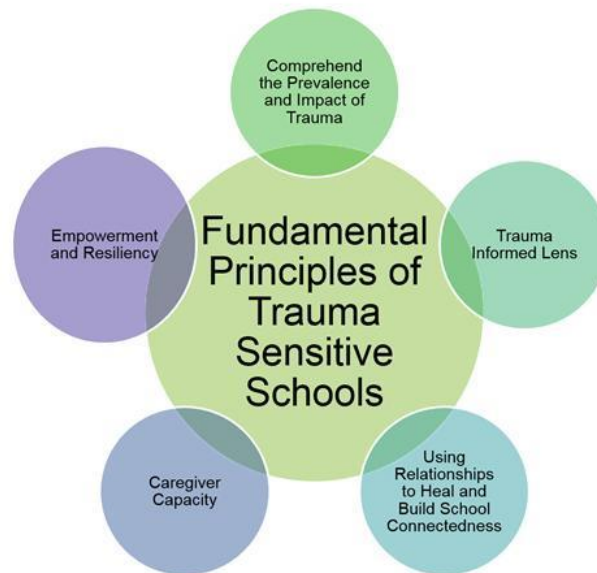 Comprehend
the Prevalence
and Impact of
Trauma
Empowerment
and Resiliency
Fundamental
Principles of
Trauma
Sensitive
Schools
Trauma
Informed Lens
Caregiver
Capacity
Using
Relationships
to Heal and
Build School
Connectedness